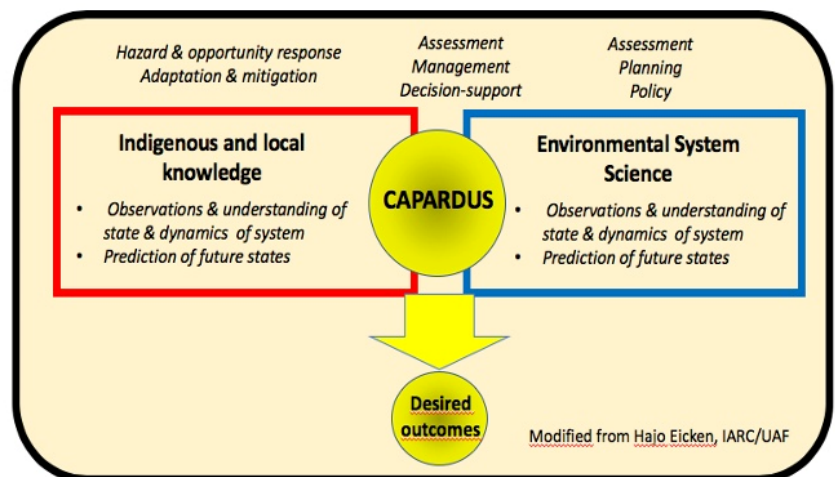 Hazard & opportunity response
Adaptation & mitigation
Assessment
Management
Decision-support
Assessment
Planning
Policy
Indigenous and local
knowledge
• Observations & understanding of
state & dynamics of system
• Prediction of future states
CAPARDUS
Environmental System
Science
• Observations & understanding of
state & dynamics of system
• Prediction of future states
Desired
outcomes
Modified from Hajo Eicken, IARC/UAF